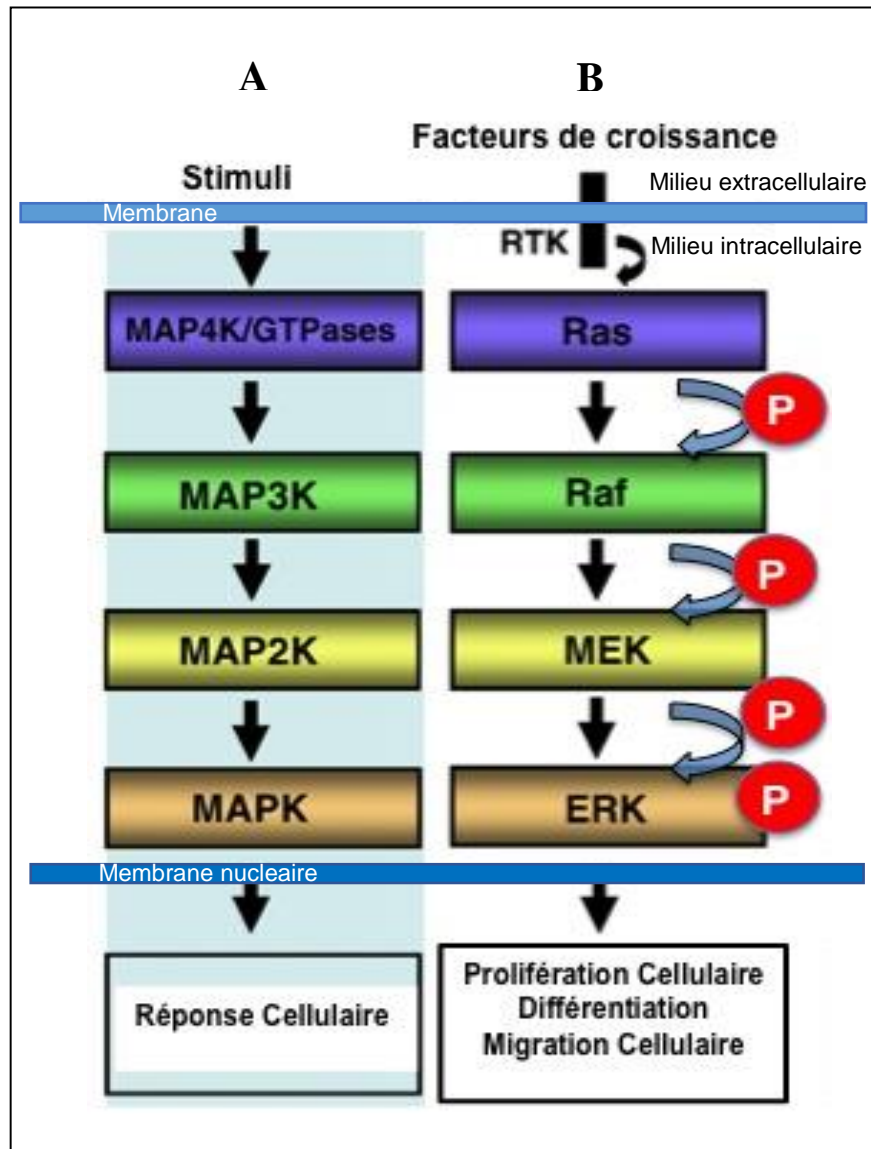 A
B
Facteurs de croissance
Stimuli
Milieu extracellulaire
Membrane
RTK
Milieu intracellulaire
MAP4K/GTPases
Ras
P
MAP3K
Raf
P
MAP2K
MEK
P
MAPK
ERK
P
Membrane nucleaire
Réponse Cellulaire
Prolifération Cellulaire
Différentiation
Migration Cellulaire